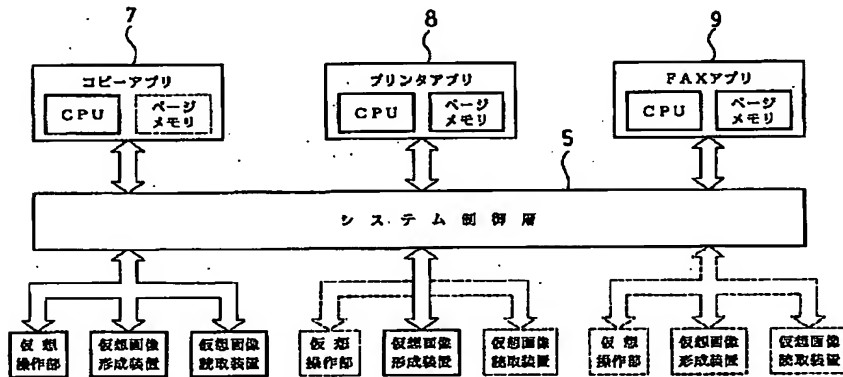 7 8 9
コピーアプリ プリンタアプリ FAXアプリ
CPU ページ CPU ページ CPU ページ
メモリ メモリ メモリ
5
システム制御層
仮想 仮想画像 仮想画像 仮想 仮想画像 仮想画像 仮想 仮想画像 仮想画像
操作部 形成装置 読取装置 操作部 形成装置 読取装置 操作部 形成装置 読取装置